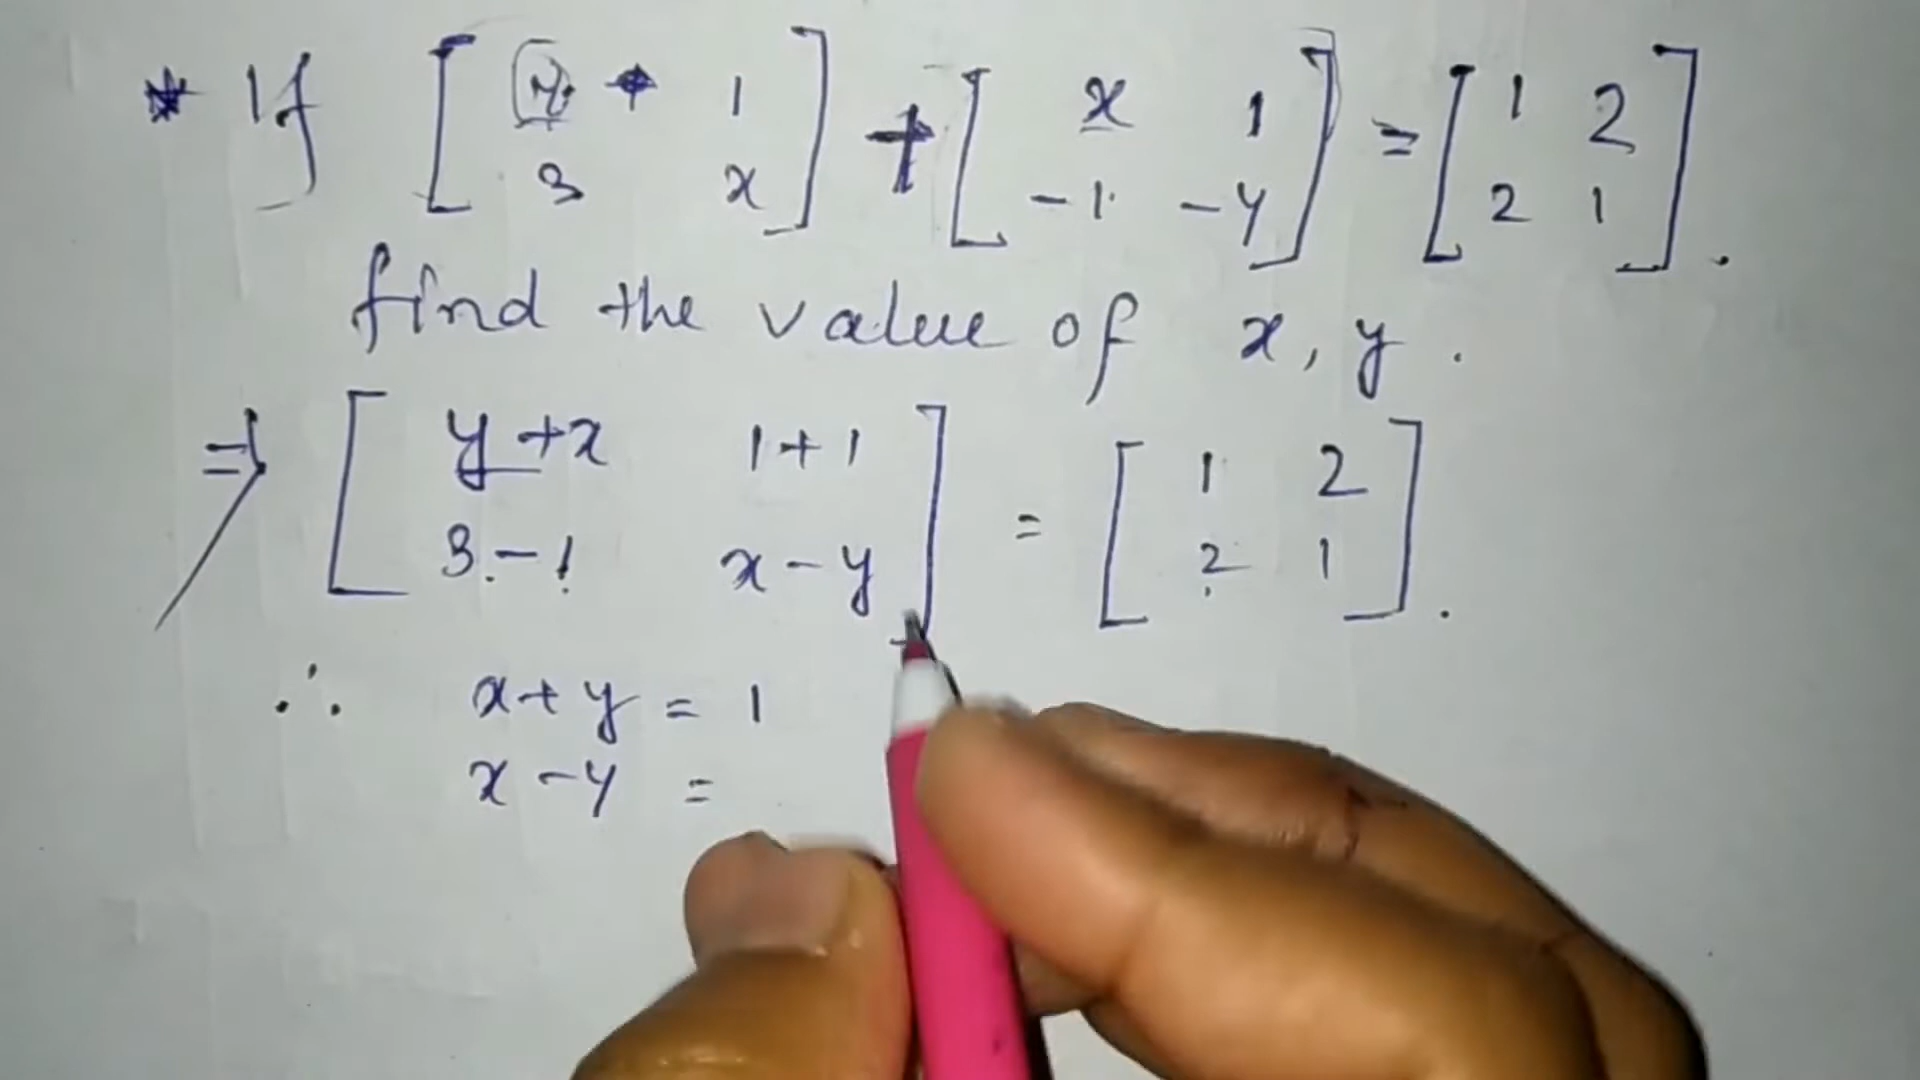 * If [ y 1 ] + [ x 1 ] = [ 1 2 ]
[ 3 x ] [ -1 -y ] [ 2 1 ] .
find the value of x, y .
⇒ [ y+x 1+1 ] = [ 1 2 ]
[ 3-1 x-y ] [ 2 1 ] .
∴ x+y = 1
x-y =